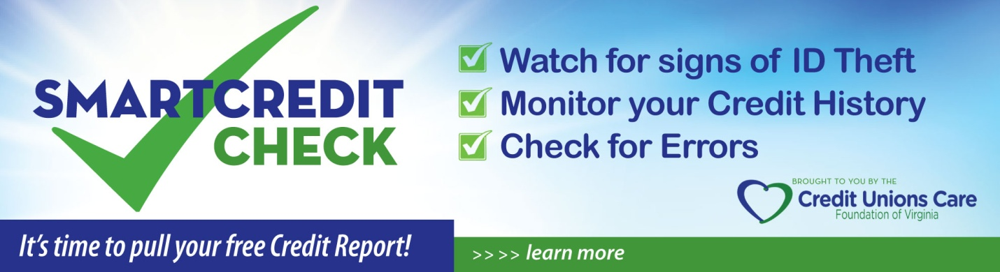 SMARTCREDIT
CHECK
It's time to pull your free Credit Report!
Watch for signs of ID Theft
Monitor your Credit History
Check for Errors
BROUGHT TO YOU BY THE
Credit Unions Care
Foundation of Virginia
>>>> learn more